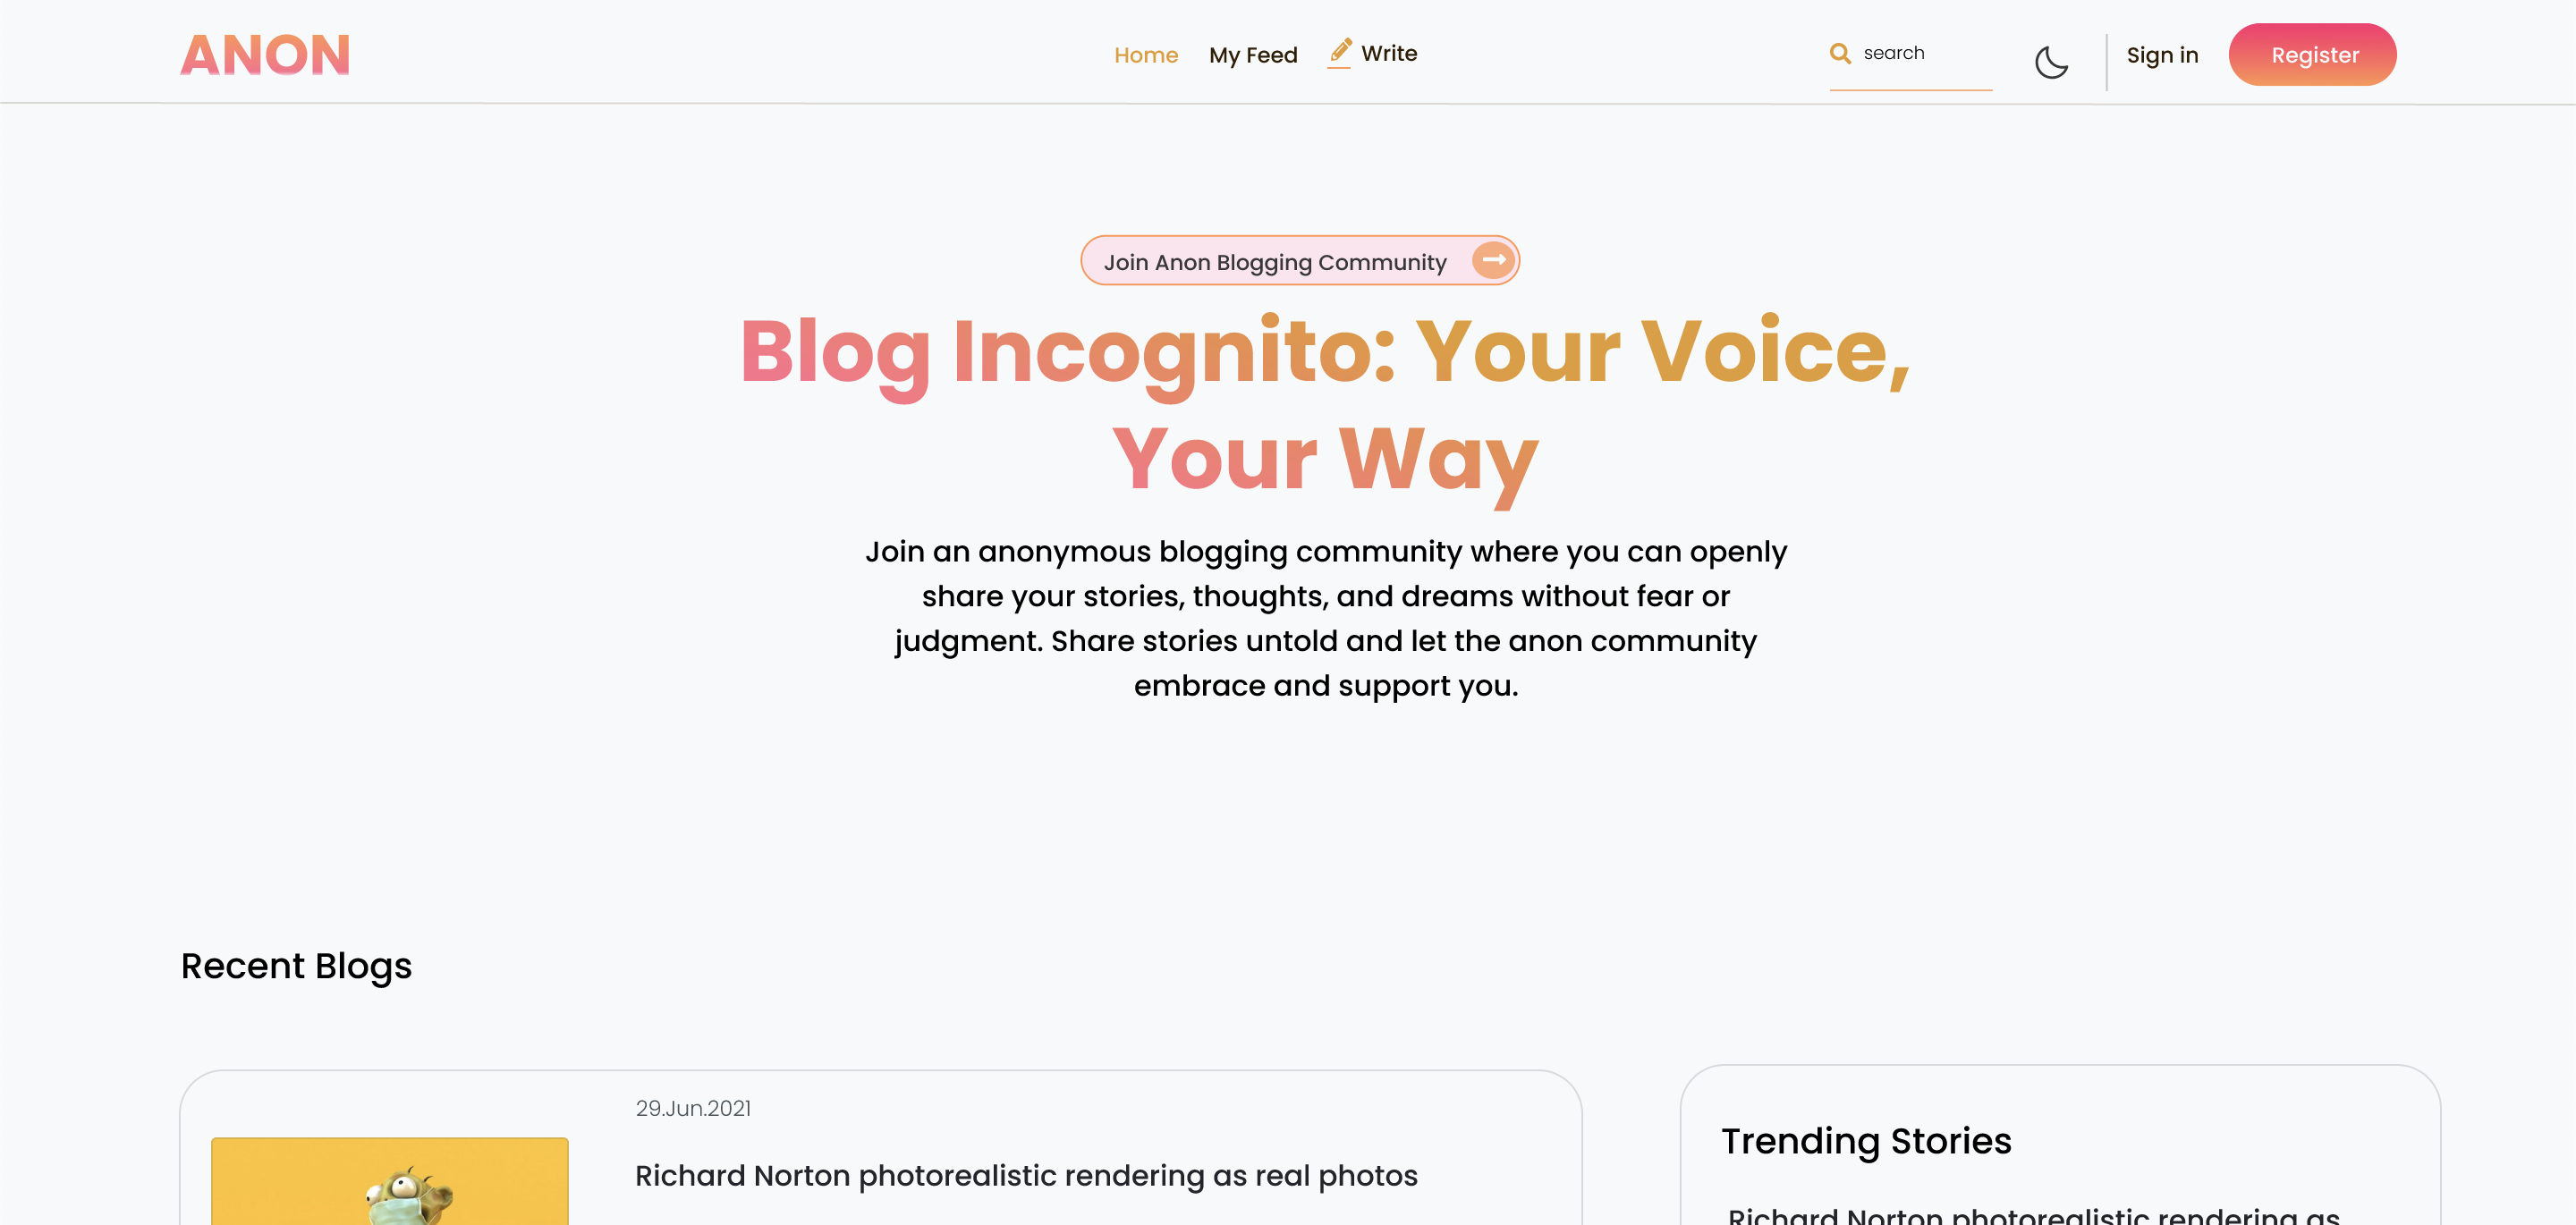 ANON
Home My Feed Write
search
Sign in
Register
Join Anon Blogging Community
Blog Incognito: Your Voice,
Your Way
Join an anonymous blogging community where you can openly
share your stories, thoughts, and dreams without fear or
judgment. Share stories untold and let the anon community
embrace and support you.
Recent Blogs
29.Jun.2021
Richard Norton photorealistic rendering as real photos
Trending Stories
Richard Norton photorealistic rendering as